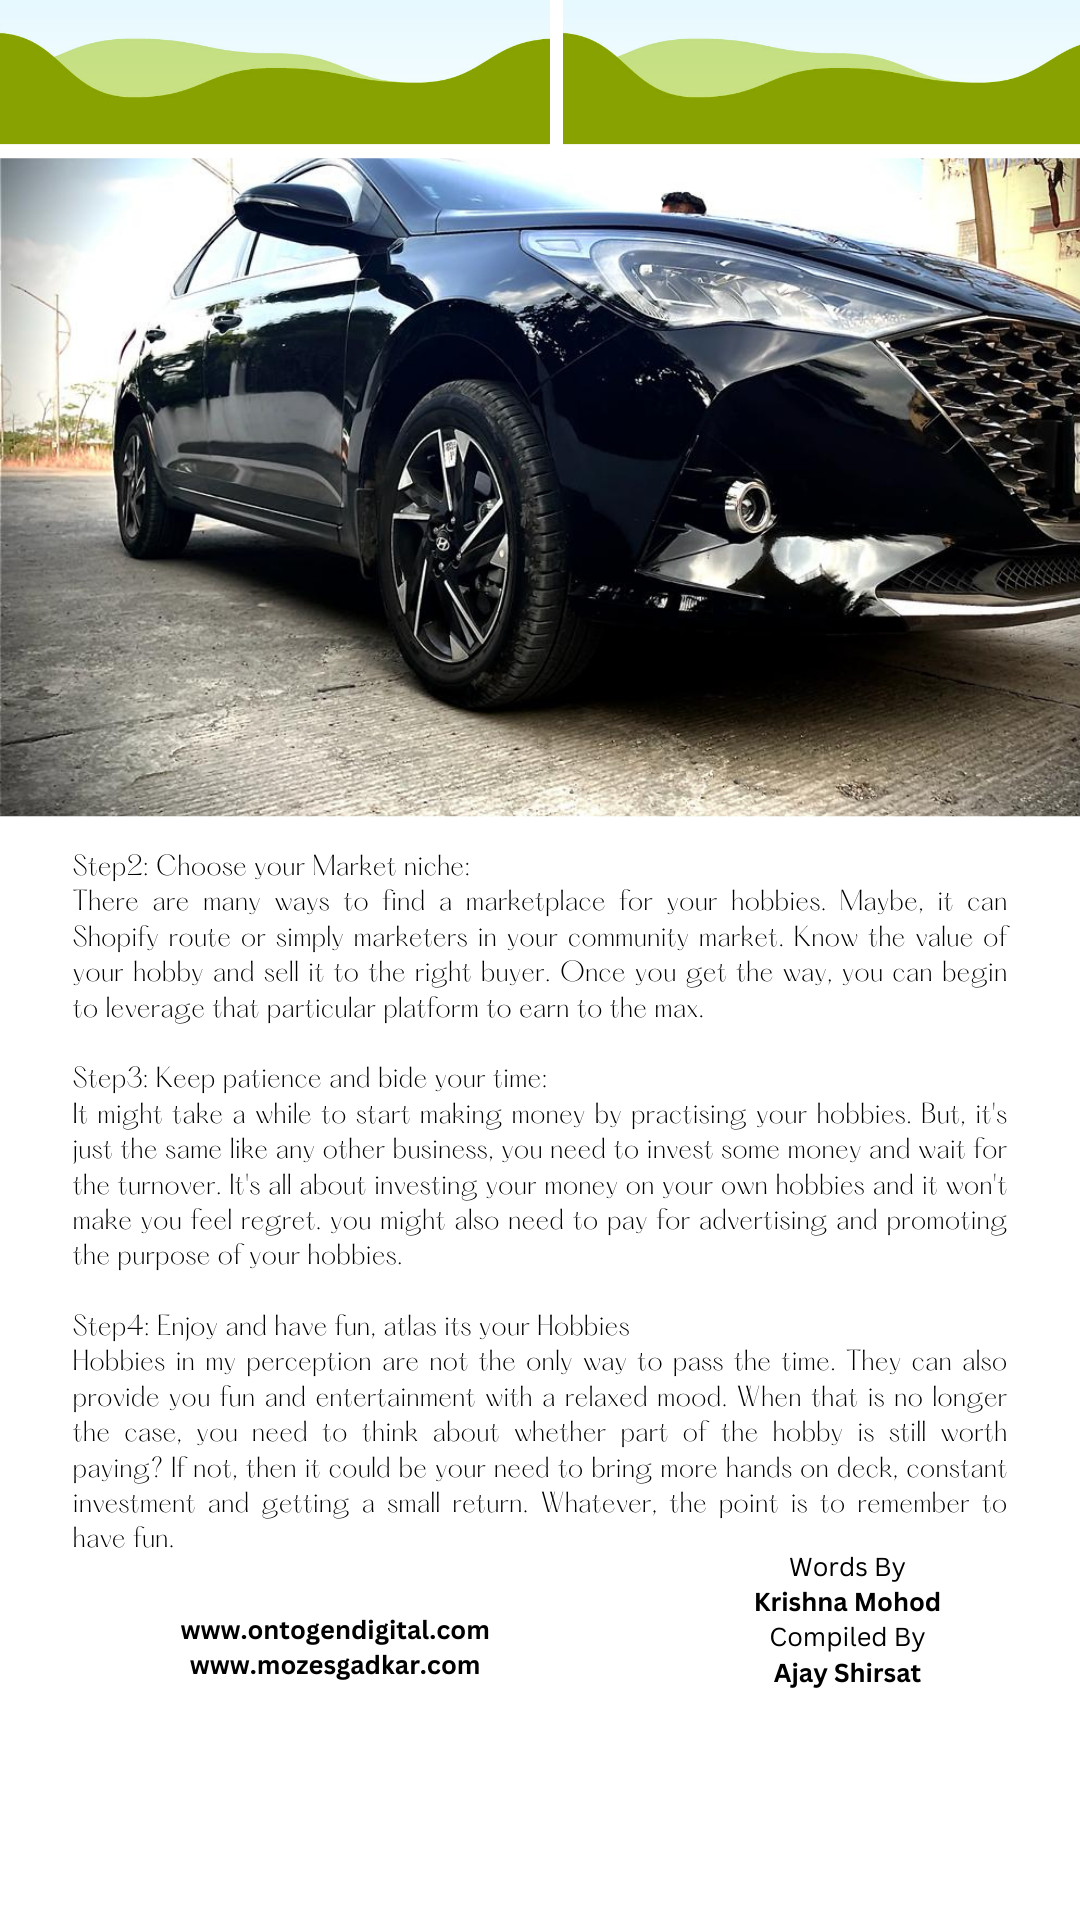 Step2: Choose your Market niche:
There are many ways to find a marketplace for your hobbies. Maybe, it can
Shopify route or simply marketers in your community market. Know the value of
your hobby and sell it to the right buyer. Once you get the way, you can begin
to leverage that particular platform to earn to the max.
Step3: Keep patience and bide your time:
It might take a while to start making money by practising your hobbies. But, it's
just the same like any other business, you need to invest some money and wait for
the turnover. It's all about investing your money on your own hobbies and it won't
make you feel regret. you might also need to pay for advertising and promoting
the purpose of your hobbies.
Step4: Enjoy and have fun, atlas its your Hobbies
Hobbies in my perception are not the only way to pass the time. They can also
provide you fun and entertainment with a relaxed mood. When that is no longer
the case, you need to think about whether part of the hobby is still worth
paying? If not, then it could be your need to bring more hands on deck, constant
investment and getting a small return. Whatever, the point is to remember to
have fun.
Words By
Krishna Mohod
Compiled By
Ajay Shirsat
www.ontogendigital.com
www.mozesgadkar.com